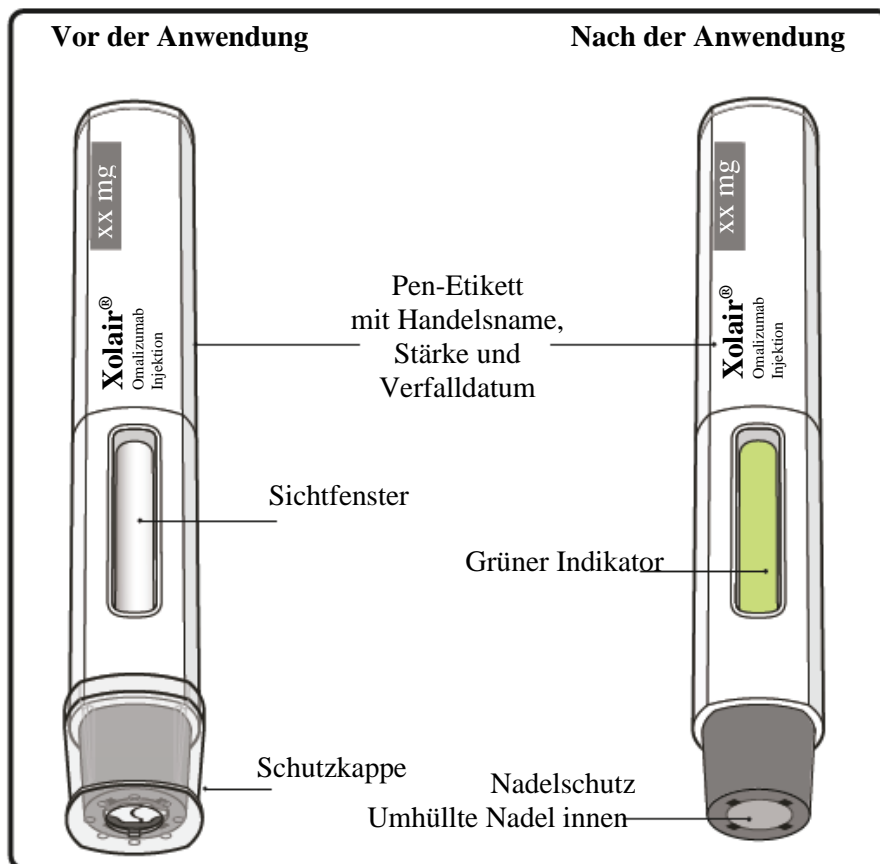 Vor der Anwendung
Nach der Anwendung
xx mg
Xolair®
Omalizumab
Injektion
Pen-Etikett
mit Handelsname,
Stärke und
Verfalldatum
xx mg
Xolair®
Omalizumab
Injektion
Sichtfenster
Grüner Indikator
Schutzkappe
Nadelschutz
Umhüllte Nadel innen